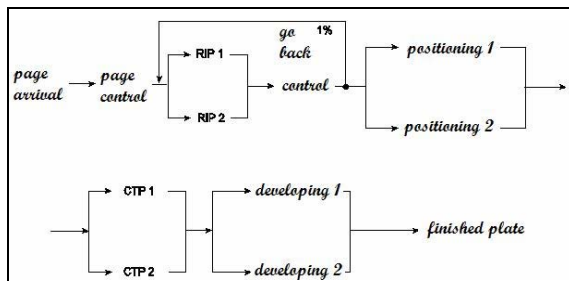 go 1%
back
RIP 1
positioning 1
page
arrival
page
control
control
RIP 2
positioning 2
CTP 1
developing 1
finished plate
CTP 2
developing 2